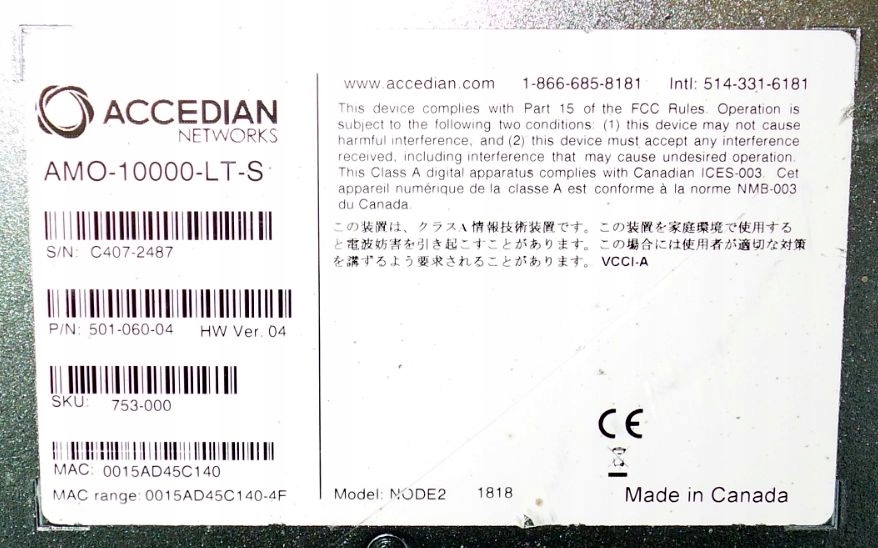 ACCEDIAN
NETWORKS
AMO-10000-LT-S
S/N: C407-2487
P/N: 501-060-04 HW Ver. 04
SKU: 753-000
MAC: 0015AD45C140
MAC range: 0015AD45C140-4F
www.accedian.com 1-866-685-8181 Intl: 514-331-6181
This device complies with Part 15 of the FCC Rules. Operation is
subject to the following two conditions: (1) this device may not cause
harmful interference, and (2) this device must accept any interference
received, including interference that may cause undesired operation.
This Class A digital apparatus complies with Canadian ICES-003. Cet
appareil numérique de la classe A est conforme à la norme NMB-003
du Canada.
この装置は、クラスA情報技術装置です。この装置を家庭環境で使用する
と電波妨害を引き起こすことがあります。この場合には使用者が適切な対策
を講ずるよう要求されることがあります。 VCCI-A
CE
Model: NODE2 1818 Made in Canada